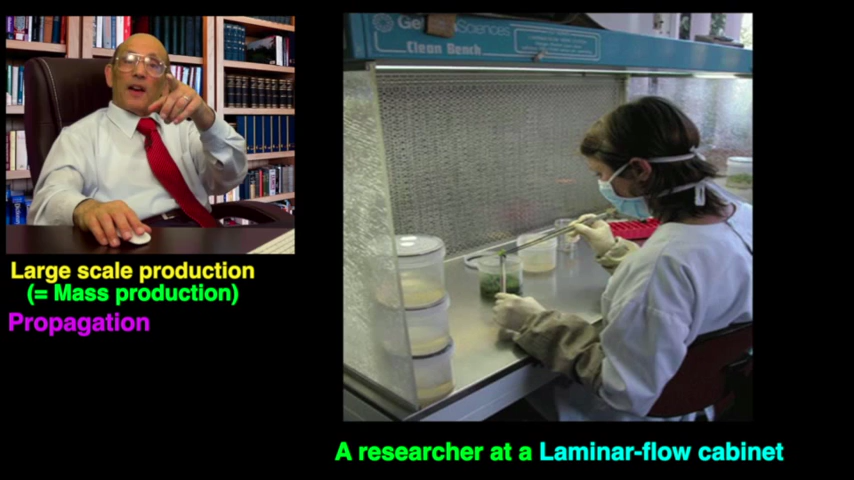 Clean Bench
Large scale production
(= Mass production)
Propagation
A researcher at a Laminar-flow cabinet